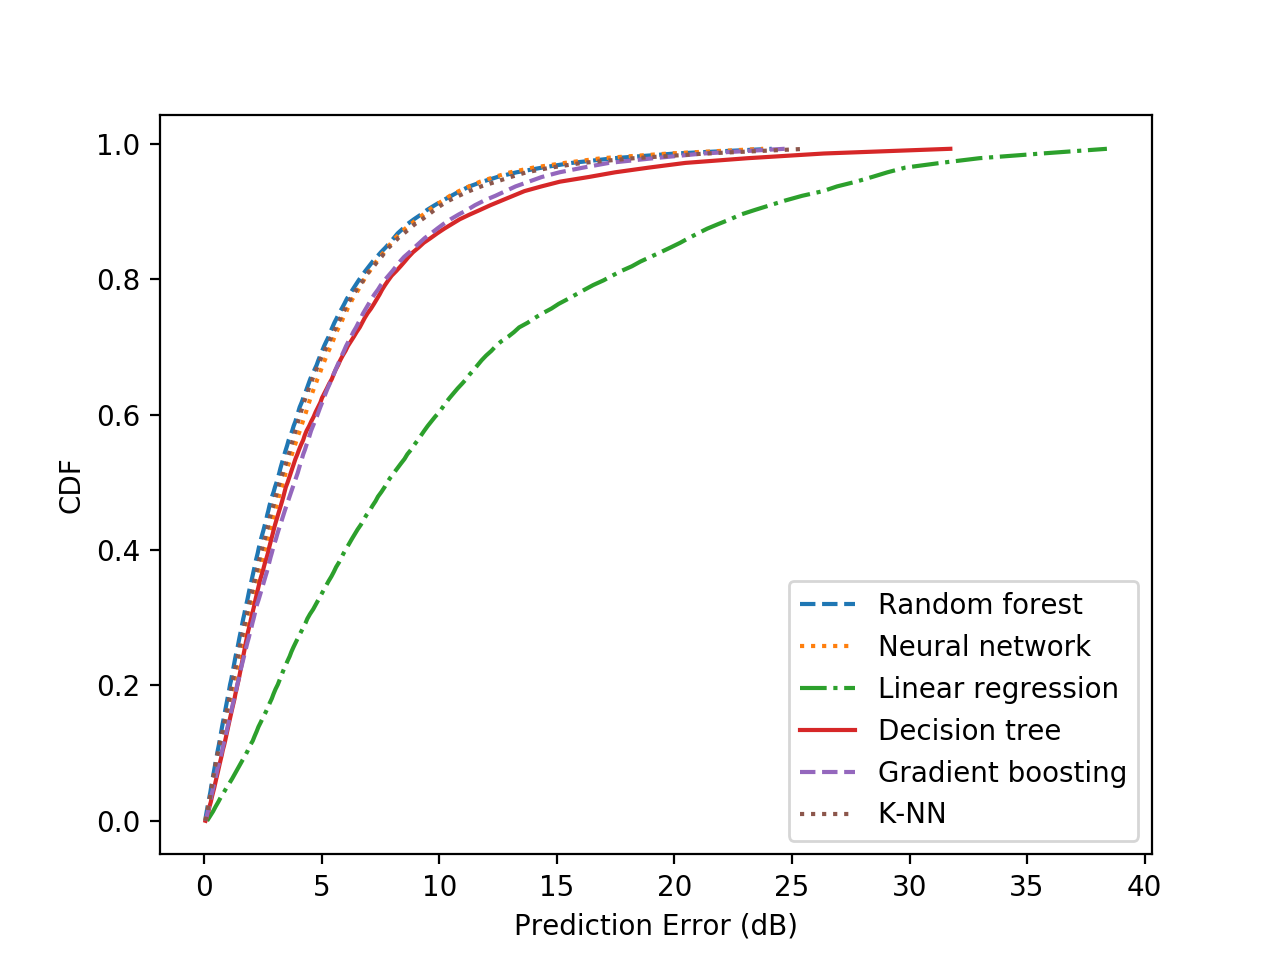 1.0
0.8
0.6
0.4
0.2
0.0
CDF
0 5 10 15 20 25 30 35 40
Prediction Error (dB)
Random forest
Neural network
Linear regression
Decision tree
Gradient boosting
K-NN